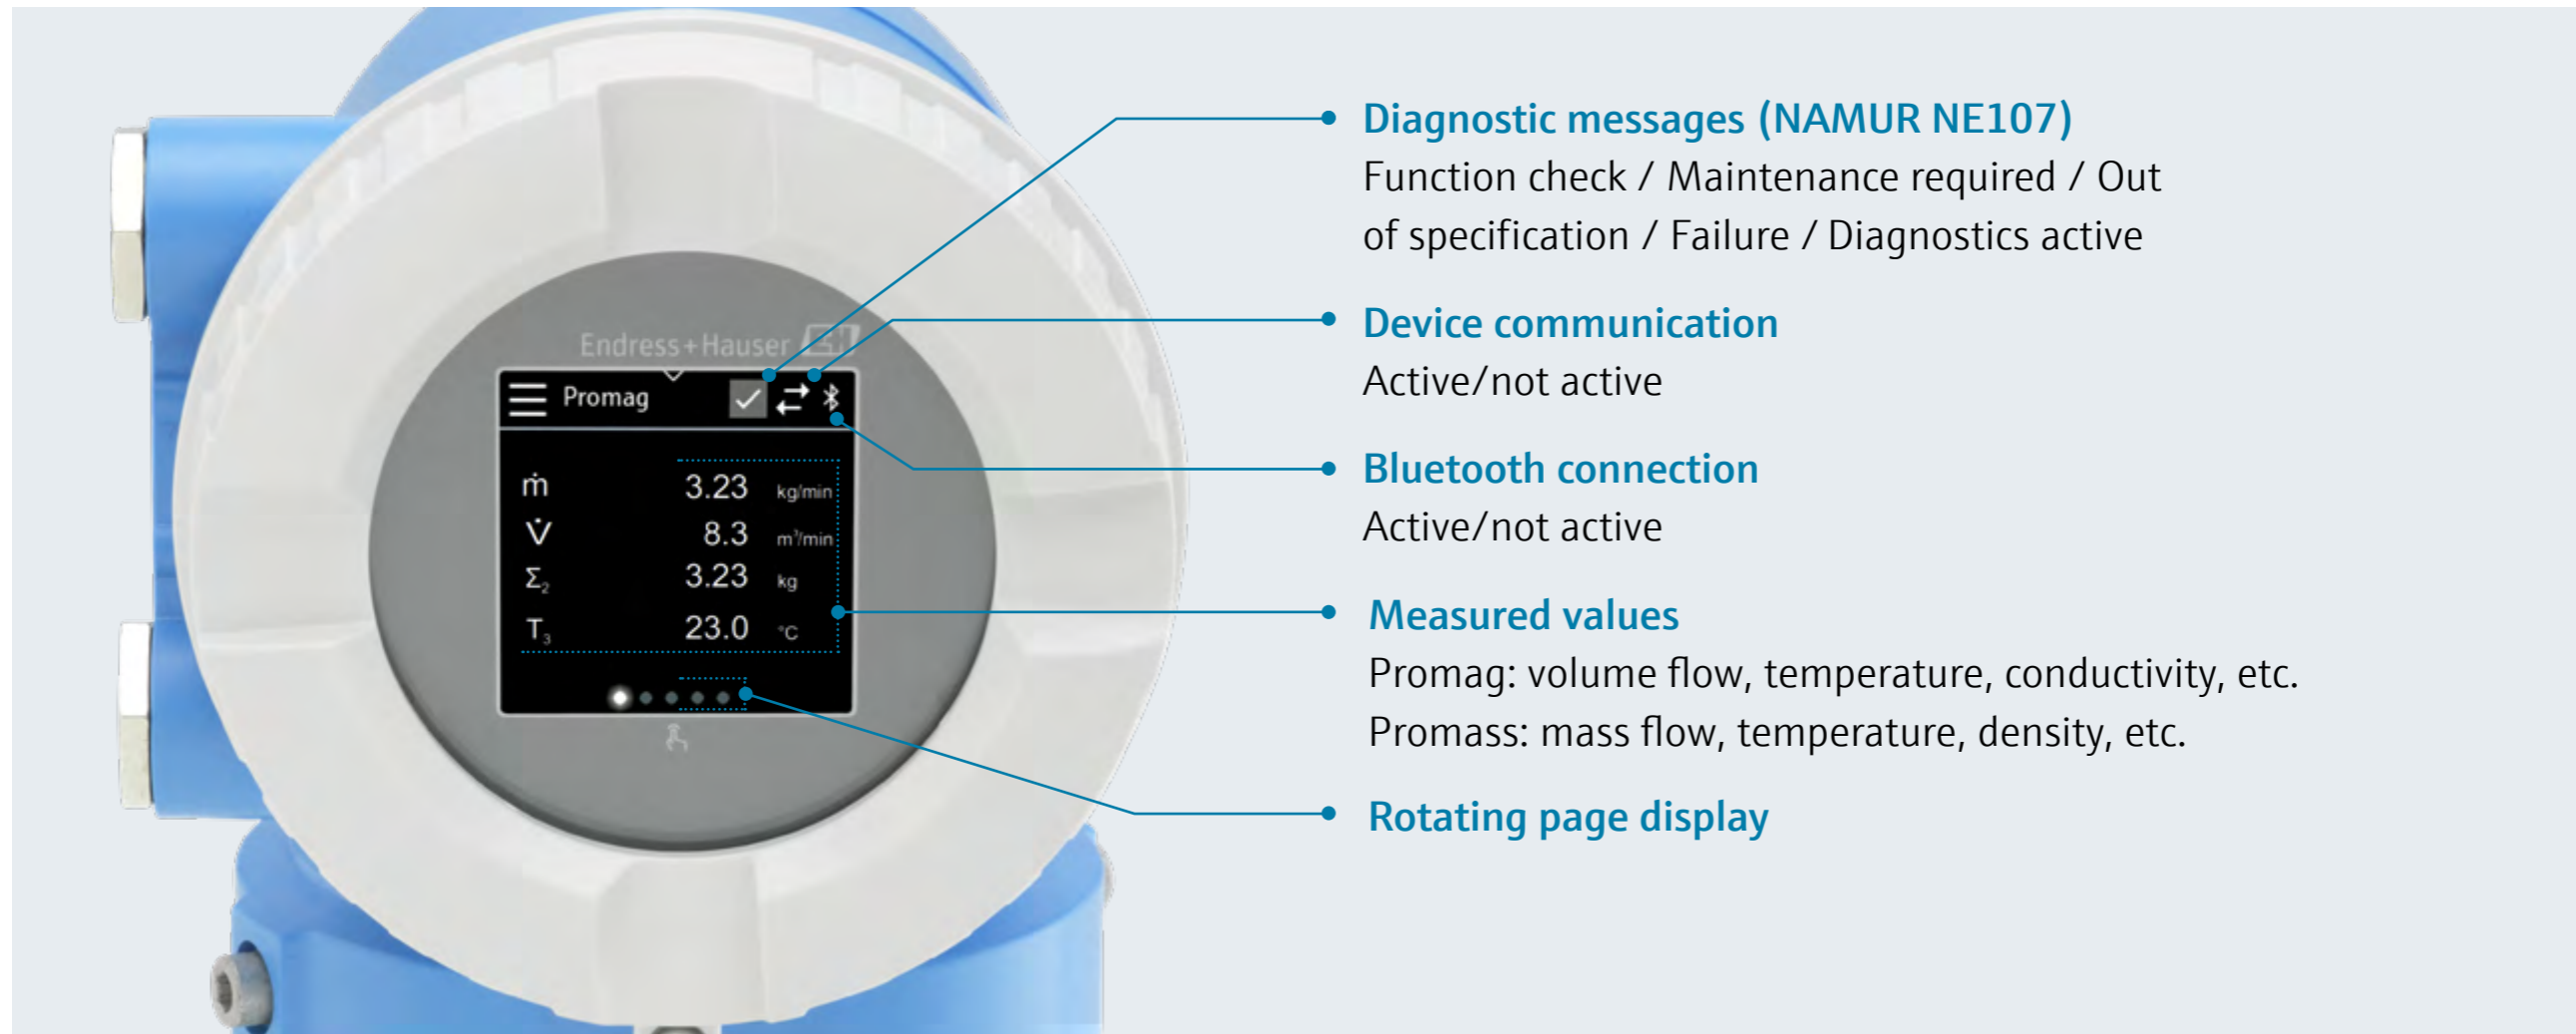 Diagnostic messages (NAMUR NE107)
Function check / Maintenance required / Out
of specification / Failure / Diagnostics active
Device communication
Active/not active
Bluetooth connection
Active/not active
Measured values
Promag: volume flow, temperature, conductivity, etc.
Promass: mass flow, temperature, density, etc.
Rotating page display
Endress+Hauser
Promag
ṁ 3.23 kg/min
V̇ 8.3 m³/min
Σ₂ 3.23 kg
T₃ 23.0 °C